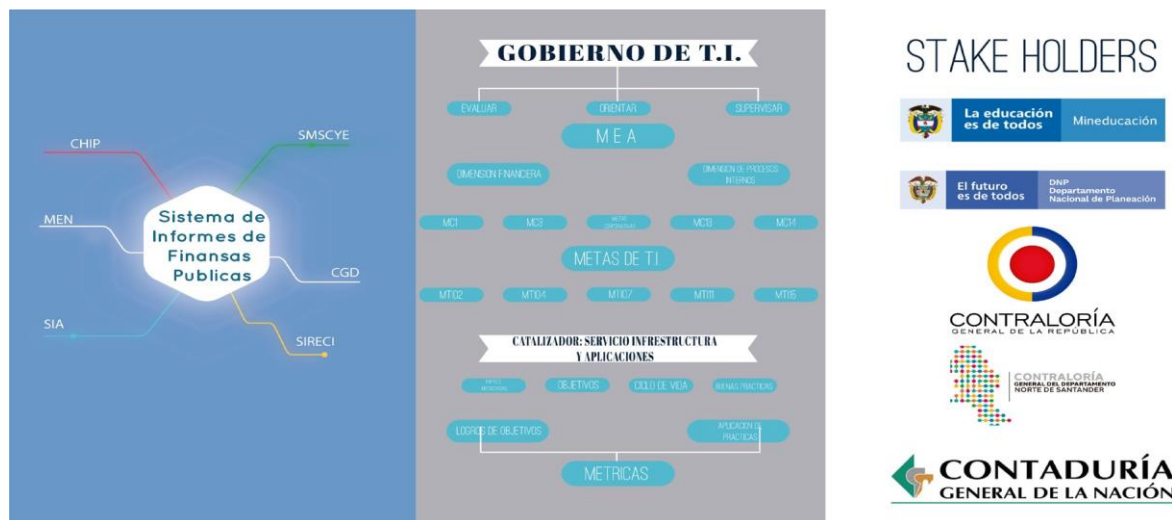 CHIP
SMSCYE
MEN
Sistema de
Informes de
Finansas
Publicas
CGD
SIA
SIRECI
GOBIERNO DE T.I.
EVALUAR
ORIENTAR
SUPERVISAR
MEA
DIMENSION FINANCIERA
DIMENSION DE PROCESOS
INTERNOS
MC1
MC3
MC13
MC14
METAS DE T.I.
MTI02
MTI04
MTI07
MTI11
MTI15
CATALIZADOR: SERVICIO INFRESTRUCTURA
Y APLICACIONES
OBJETIVOS
CICLO DE VIDA
BUENAS PRACTICAS
LOGROS DE OBJETIVOS
APLICACION DE
PRACTICAS
METRICAS
STAKE HOLDERS
La educación
es de todos
Mineducación
El futuro
es de todos
DNP
Departamento
Nacional de Planeación
CONTRALORÍA
GENERAL DE LA REPÚBLICA
CONTRALORÍA
GENERAL DEL DEPARTAMENTO
NORTE DE SANTANDER
CONTADURÍA
GENERAL DE LA NACIÓN